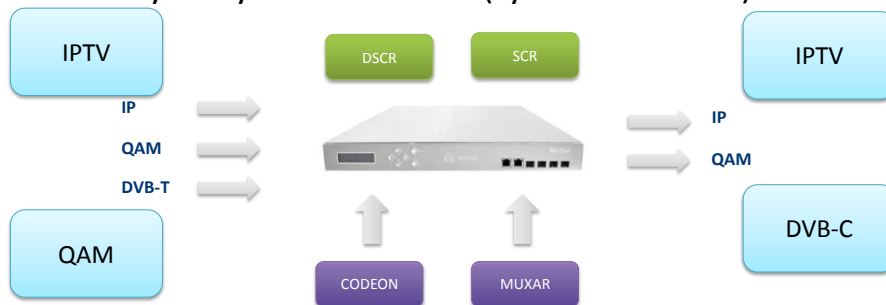 IPTV
DSCR
SCR
IPTV
IP
QAM
DVB-T
IP
QAM
QAM
CODEON
MUXAR
DVB-C